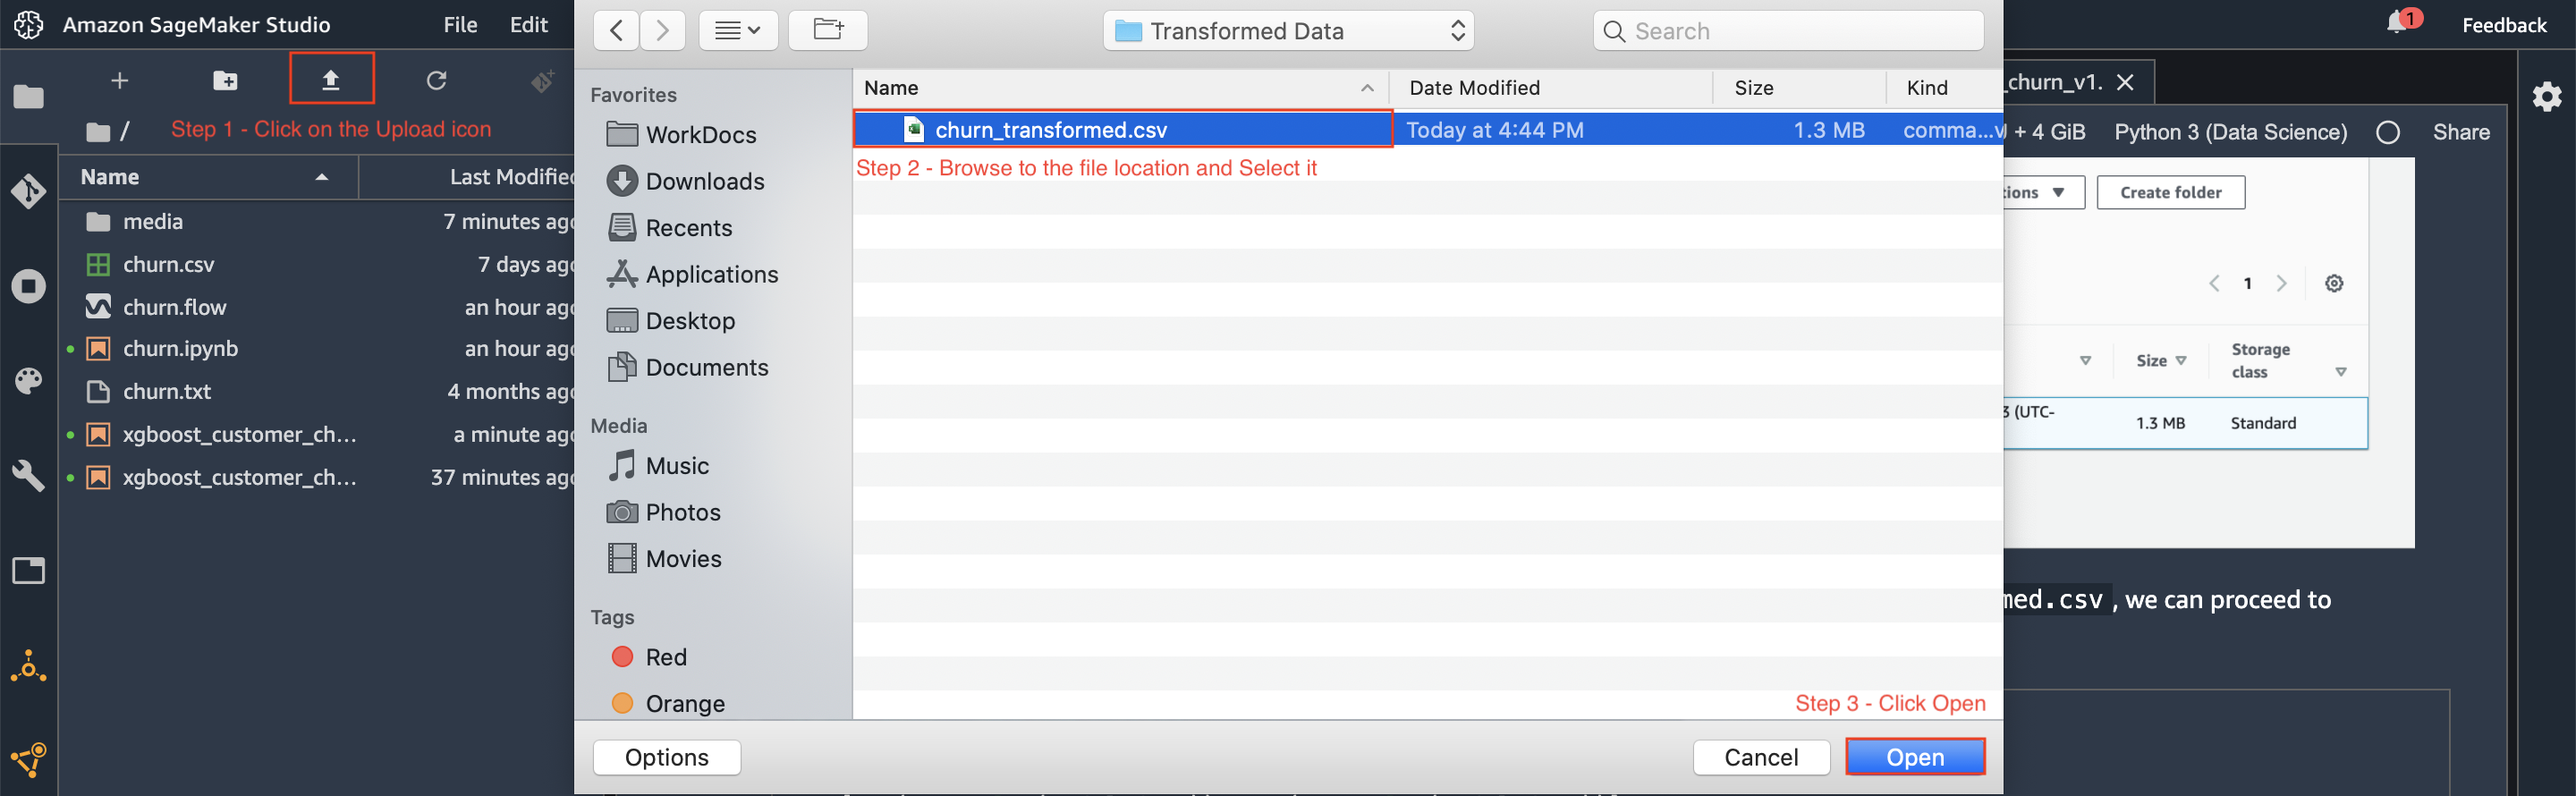 Amazon SageMaker Studio
File
Edit
Step 1 - Click on the Upload icon
/
Name
Last Modified
media
7 minutes ago
churn.csv
7 days ago
churn.flow
an hour ago
churn.ipynb
an hour ago
churn.txt
4 months ago
xgboost_customer_ch...
a minute ago
xgboost_customer_ch...
37 minutes ago
Transformed Data
Search
Favorites
WorkDocs
Downloads
Recents
Applications
Desktop
Documents
Media
Music
Photos
Movies
Tags
Red
Orange
Name
Date Modified
Size
Kind
churn_transformed.csv
Today at 4:44 PM
1.3 MB
comma...v
Step 2 - Browse to the file location and Select it
Step 3 - Click Open
Options
Cancel
Open
1
Feedback
_churn_v1.
+ 4 GiB
Python 3 (Data Science)
Share
tions
Create folder
1
Size
Storage
class
3 (UTC-
1.3 MB
Standard
med.csv, we can proceed to